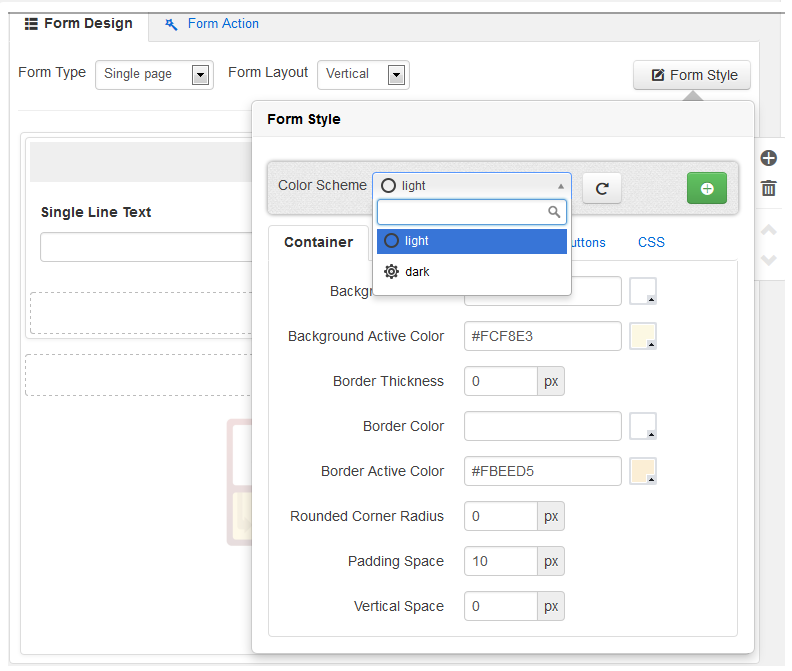 Form Design Form Action
Form Type Single page Form Layout Vertical Form Style
Form Style
Color Scheme light
Single Line Text
light
Container CSS
dark
Background Active Color #FCF8E3
Border Thickness 0 px
Border Color
Border Active Color #FBEED5
Rounded Corner Radius 0 px
Padding Space 10 px
Vertical Space 0 px